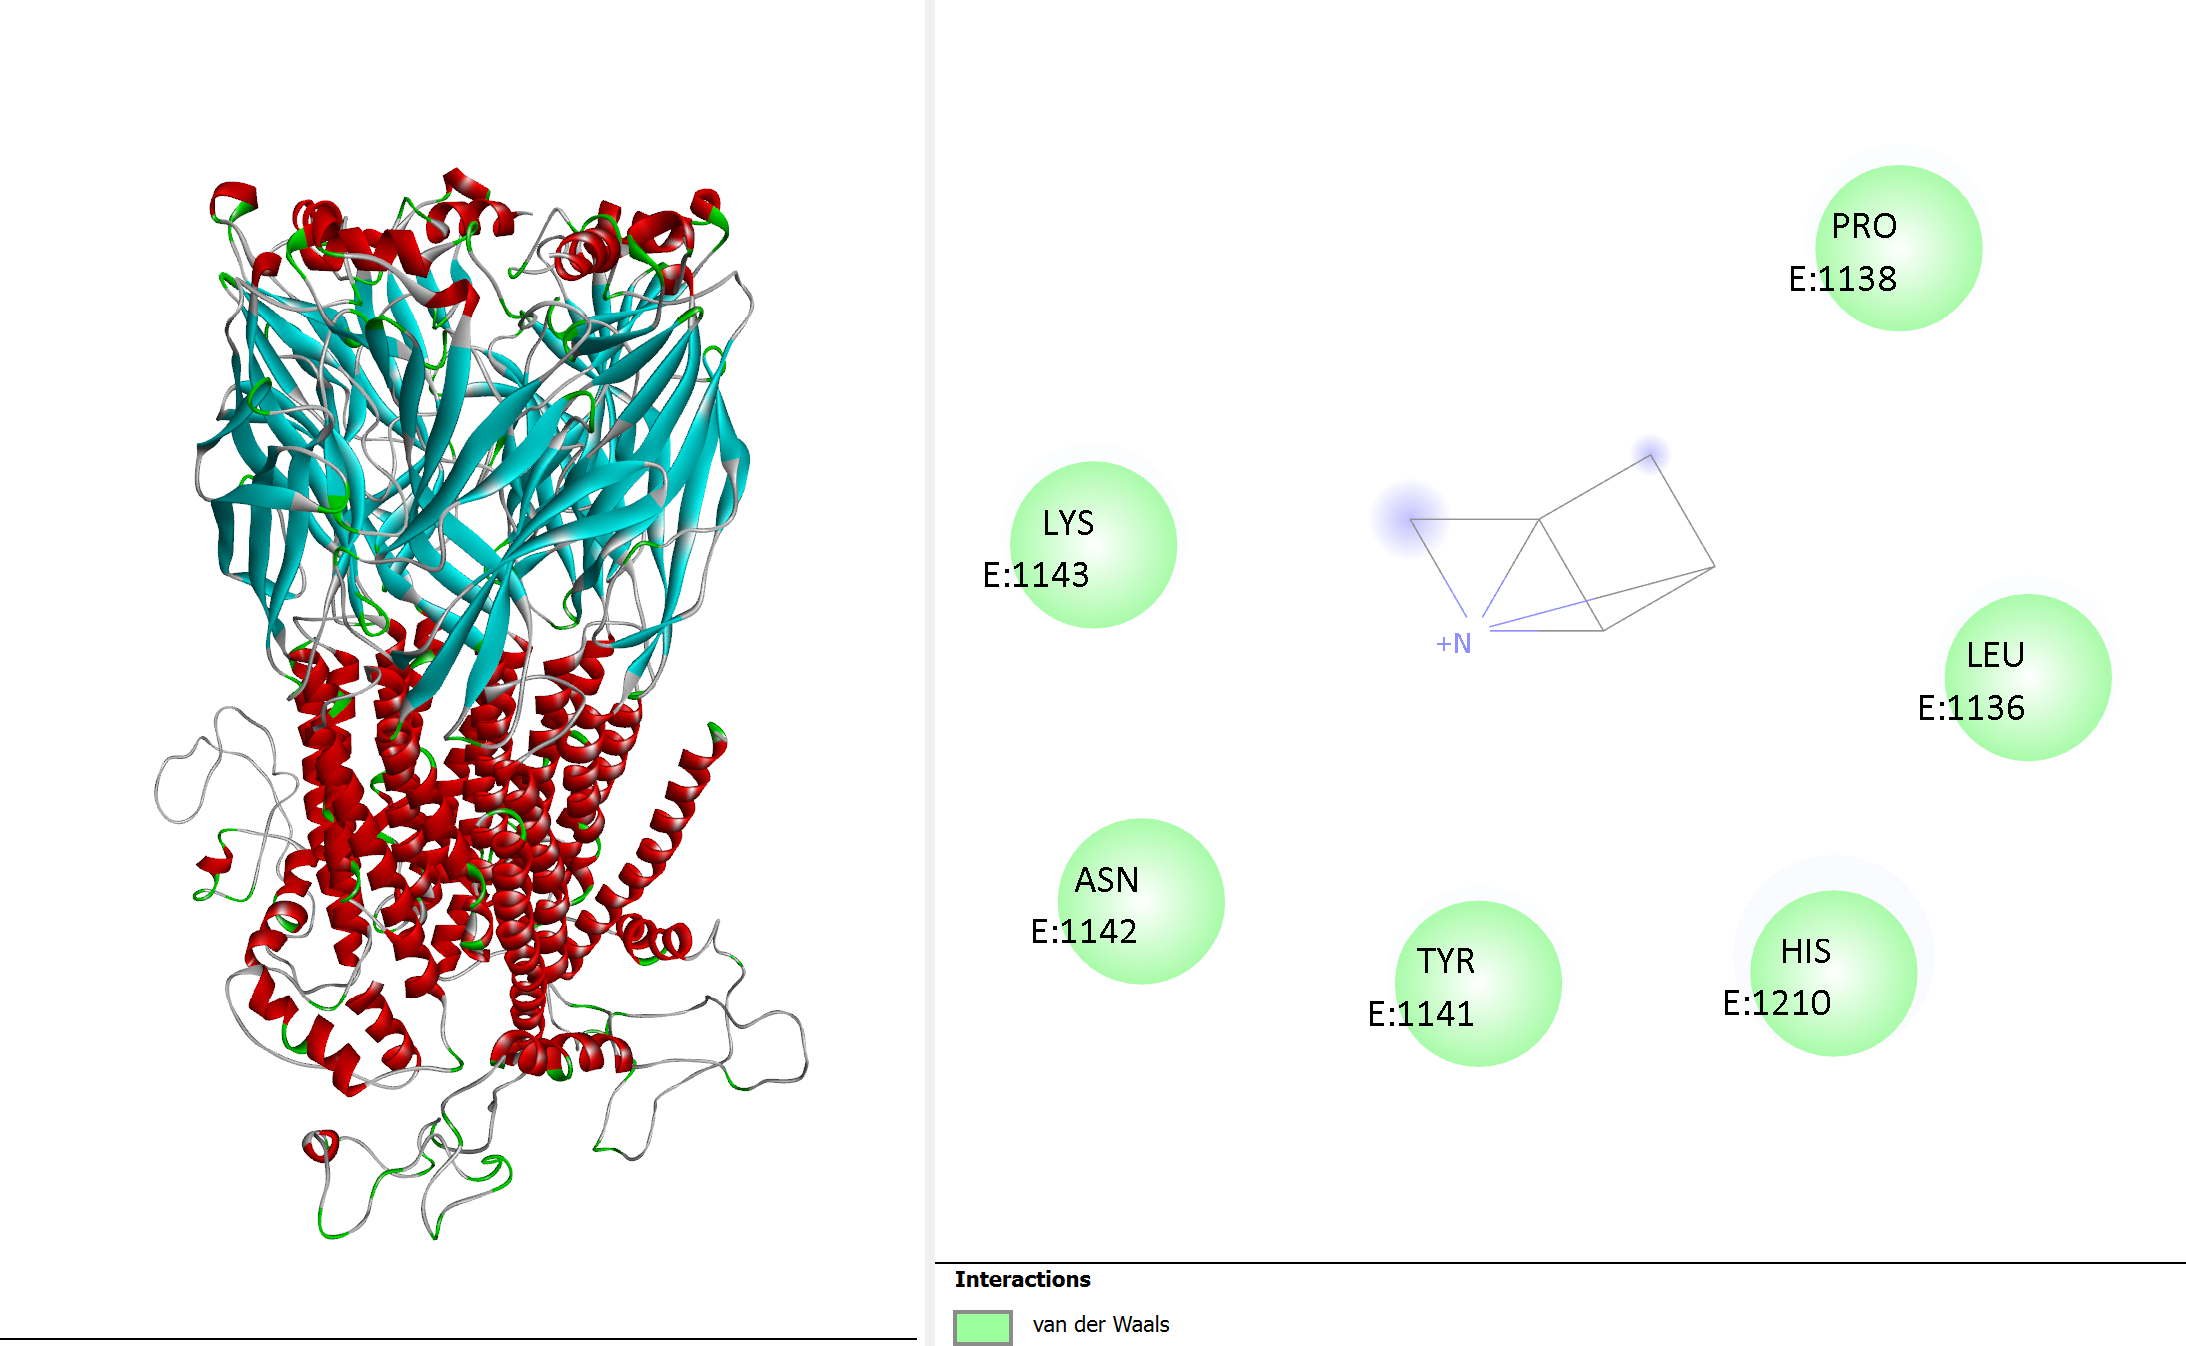 PRO
E:1138
LYS
E:1143
+N
LEU
E:1136
ASN
E:1142
TYR
E:1141
HIS
E:1210
Interactions
van der Waals